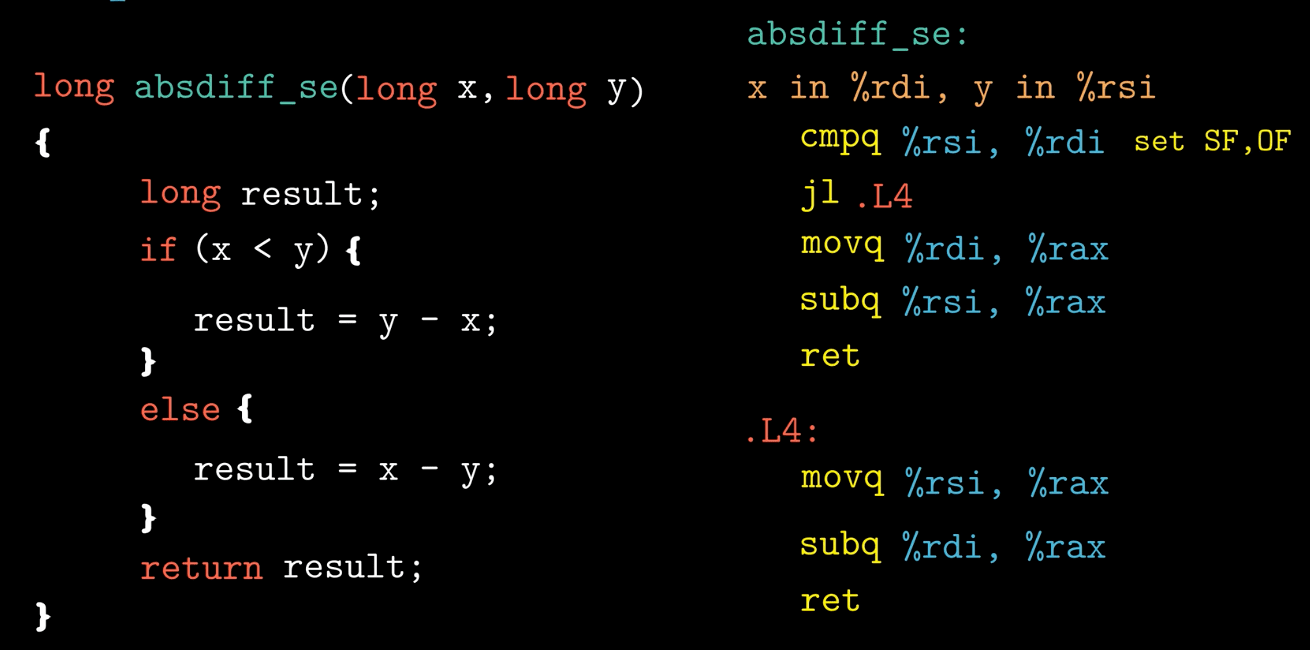 long absdiff_se(long x, long y)
{
long result;
if (x < y) {
result = y - x;
}
else {
result = x - y;
}
return result;
}
absdiff_se:
x in %rdi, y in %rsi
cmpq %rsi, %rdi set SF,OF
jl .L4
movq %rdi, %rax
subq %rsi, %rax
ret
.L4:
movq %rsi, %rax
subq %rdi, %rax
ret